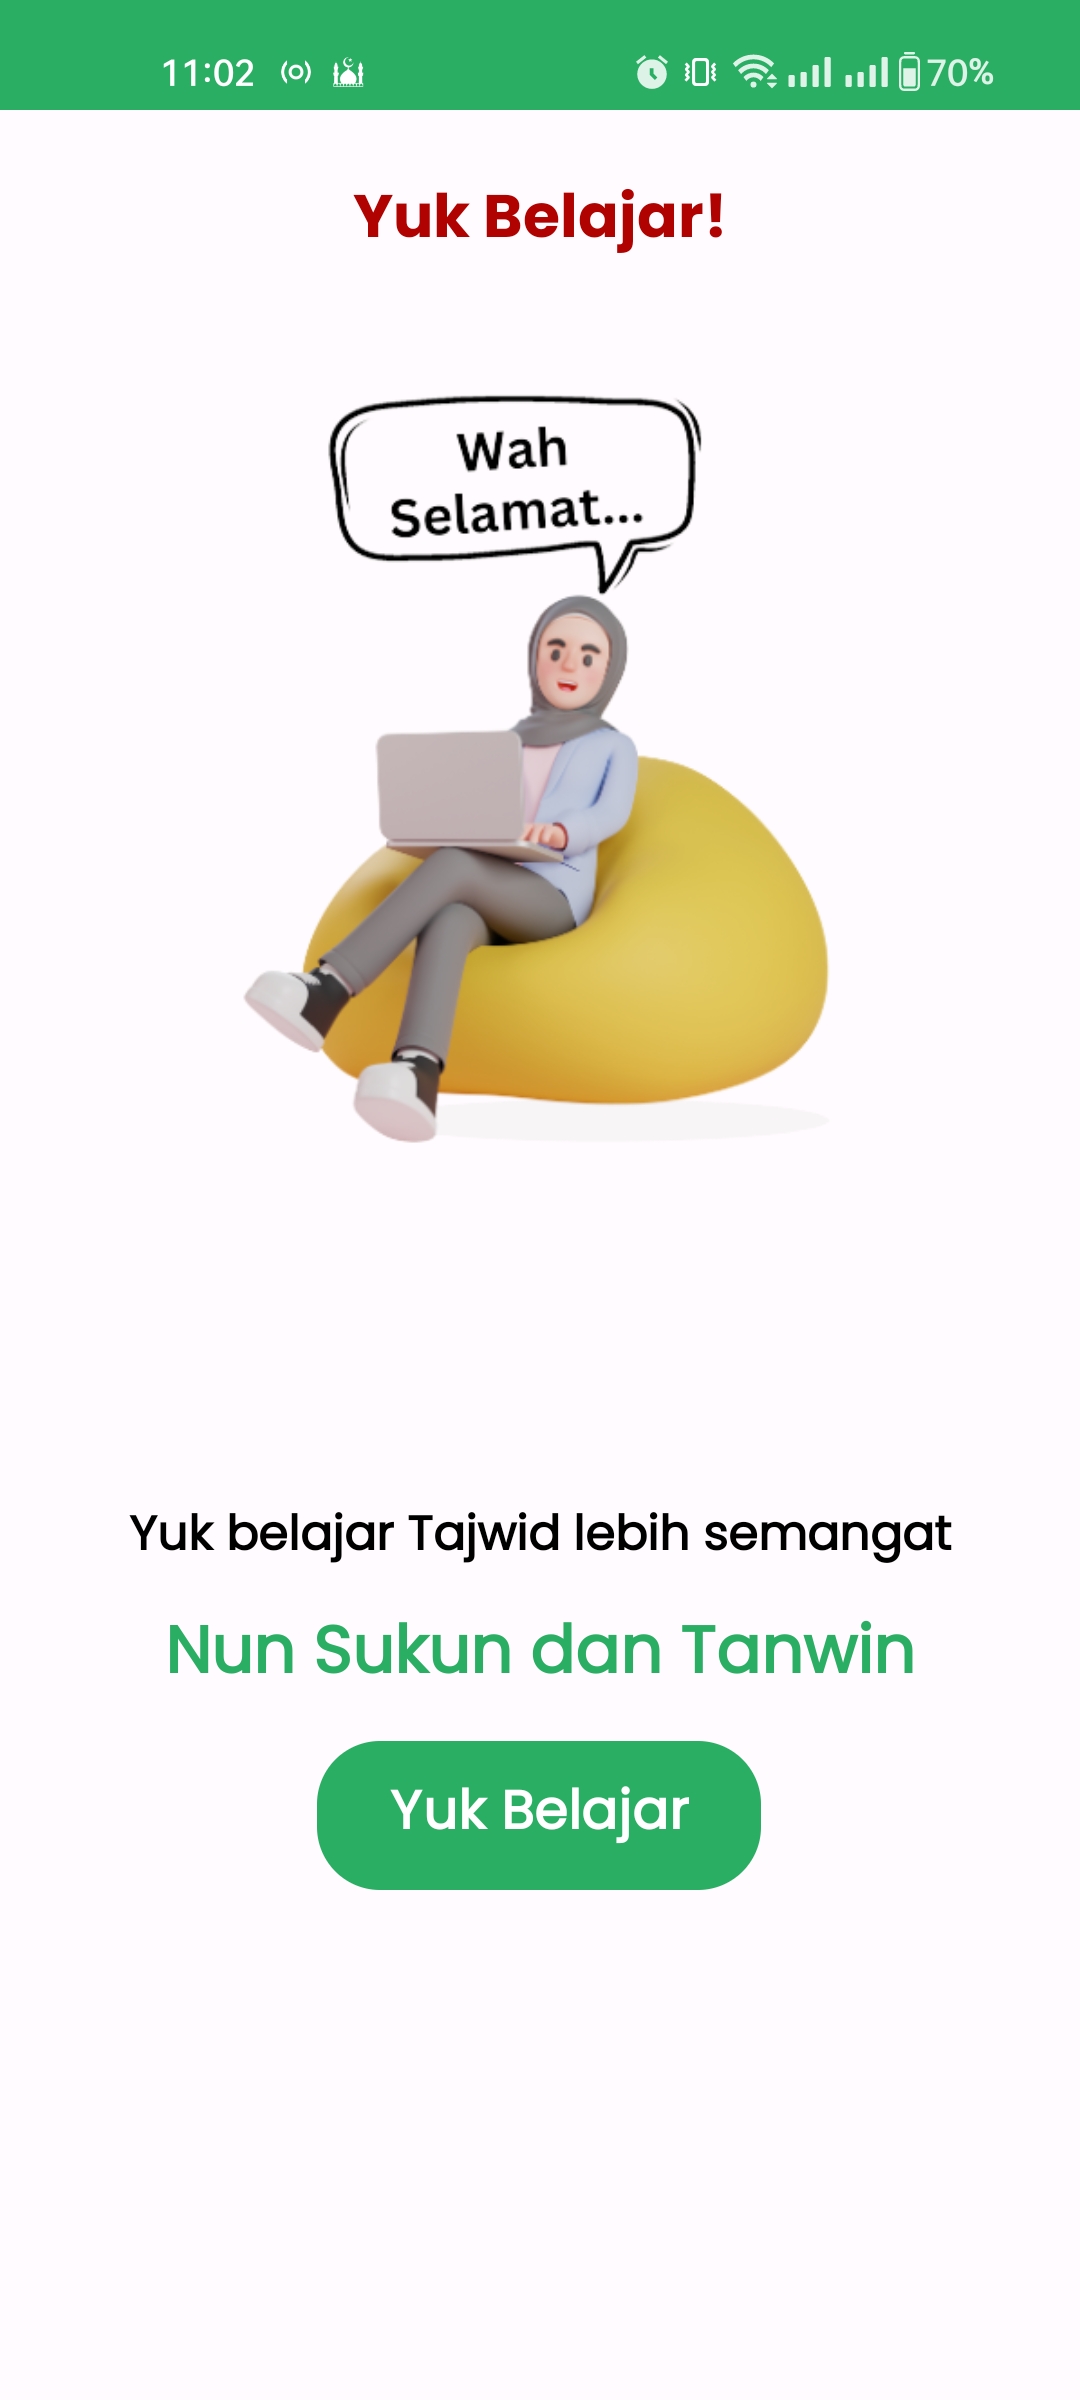 11:02
70%
Yuk Belajar!
Wah
Selamat...
Yuk belajar Tajwid lebih semangat
Nun Sukun dan Tanwin
Yuk Belajar